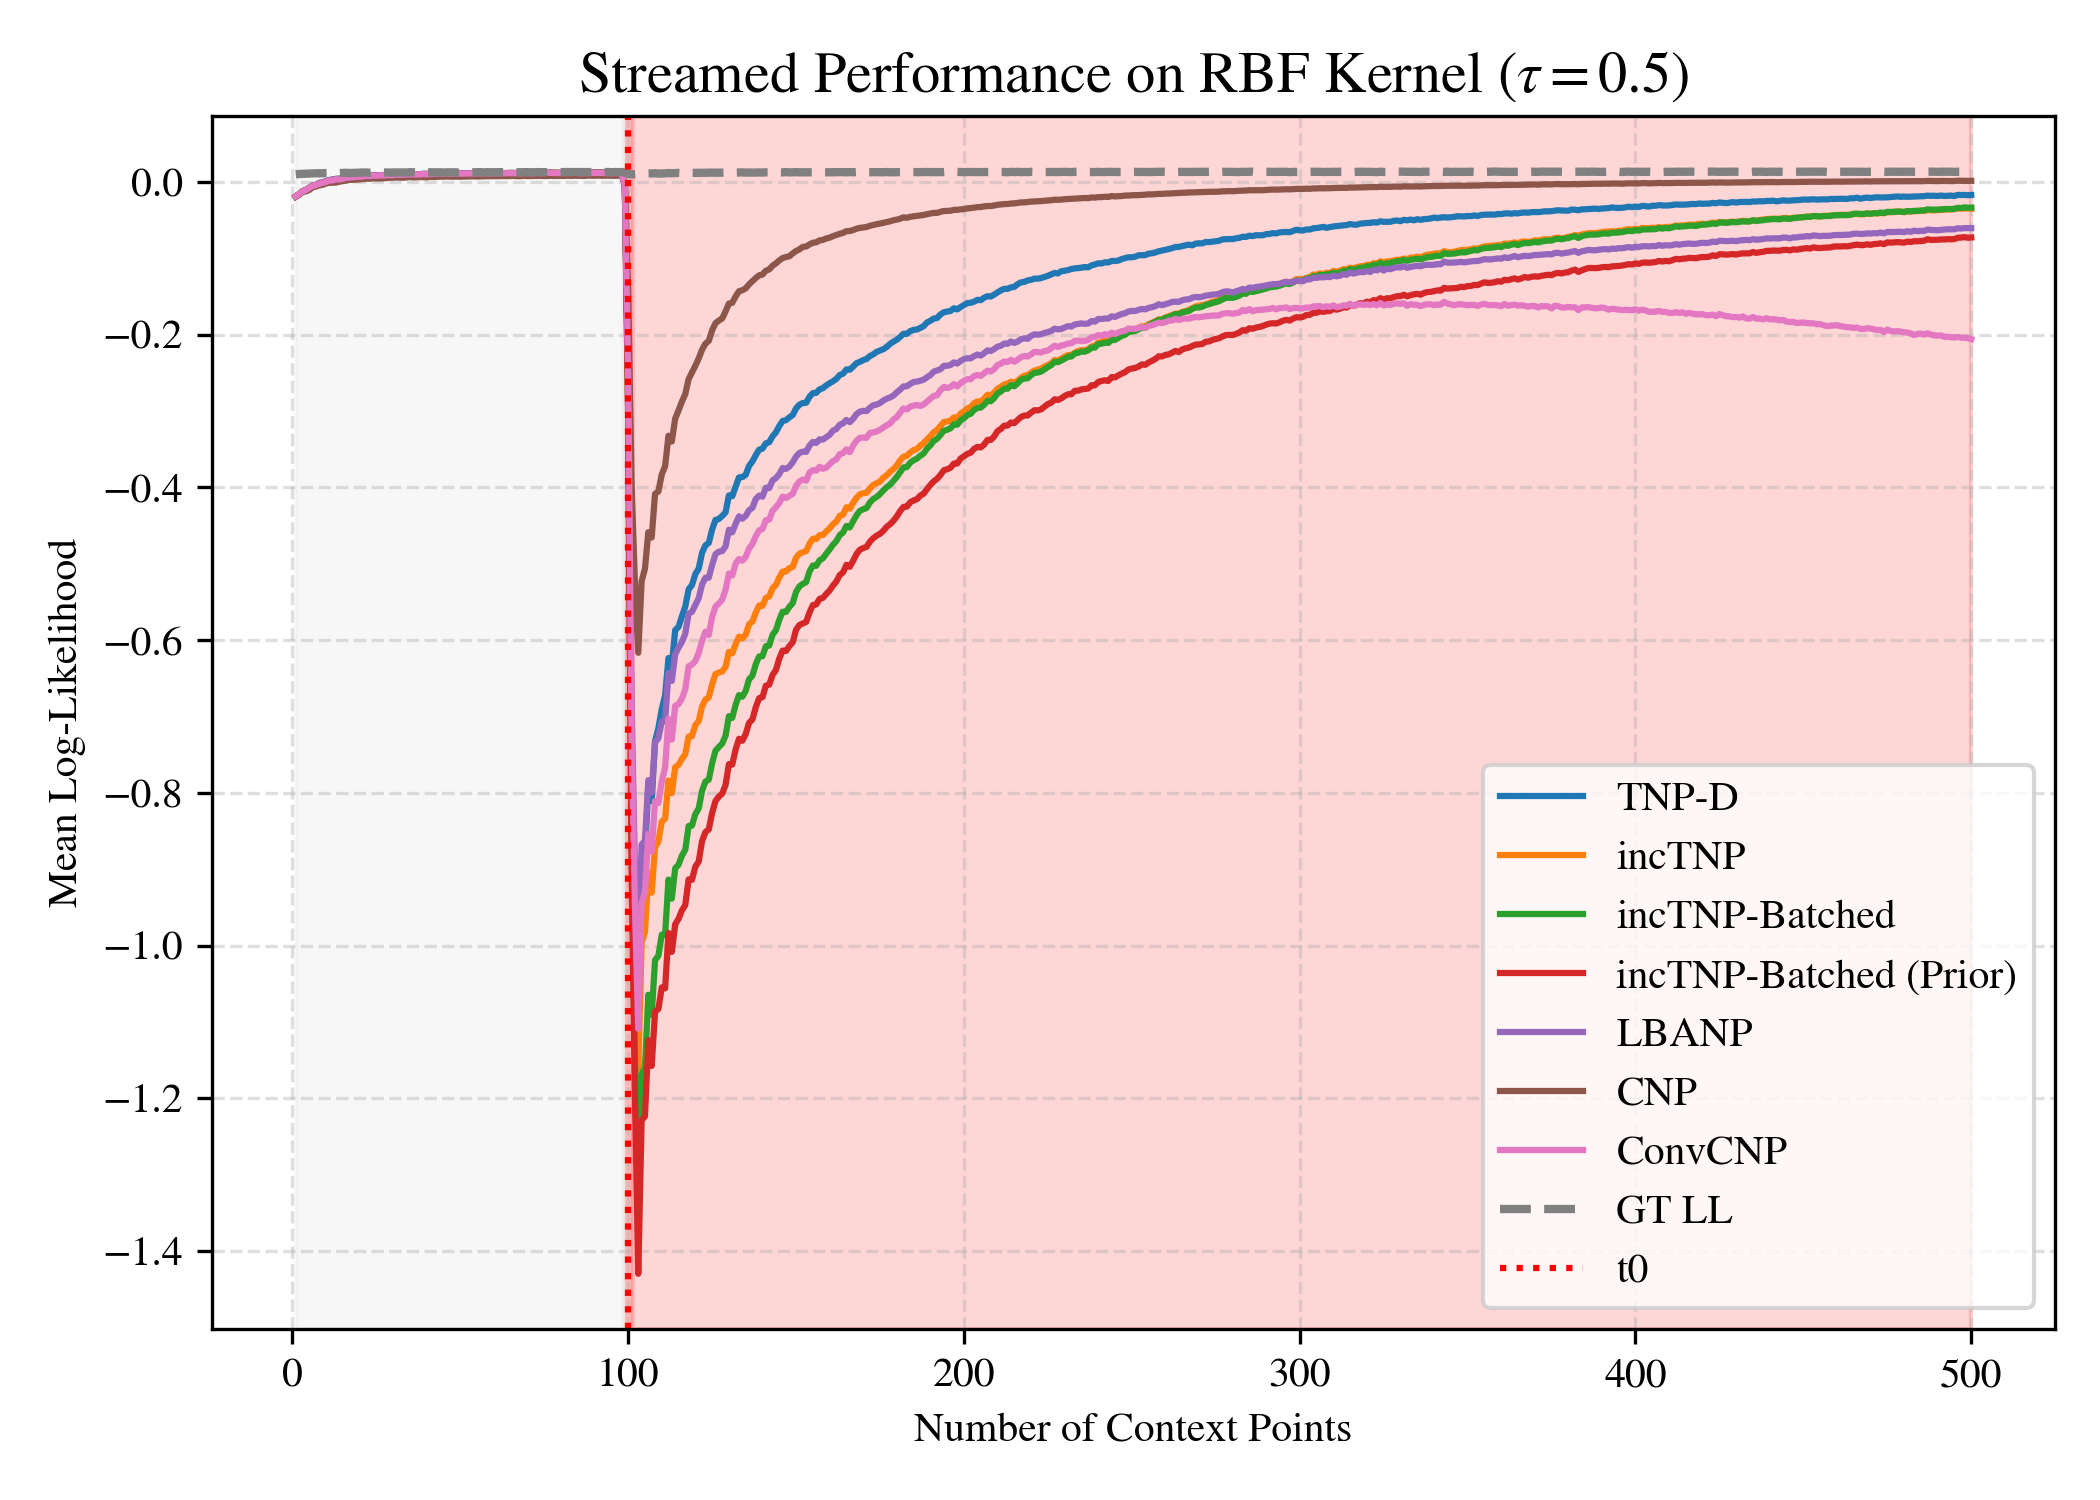 Streamed Performance on RBF Kernel (τ = 0.5)
Mean Log-Likelihood
0.0
−0.2
−0.4
−0.6
−0.8
−1.0
−1.2
−1.4
TNP-D
incTNP
incTNP-Batched
incTNP-Batched (Prior)
LBANP
CNP
ConvCNP
GT LL
t0
0 100 200 300 400 500
Number of Context Points